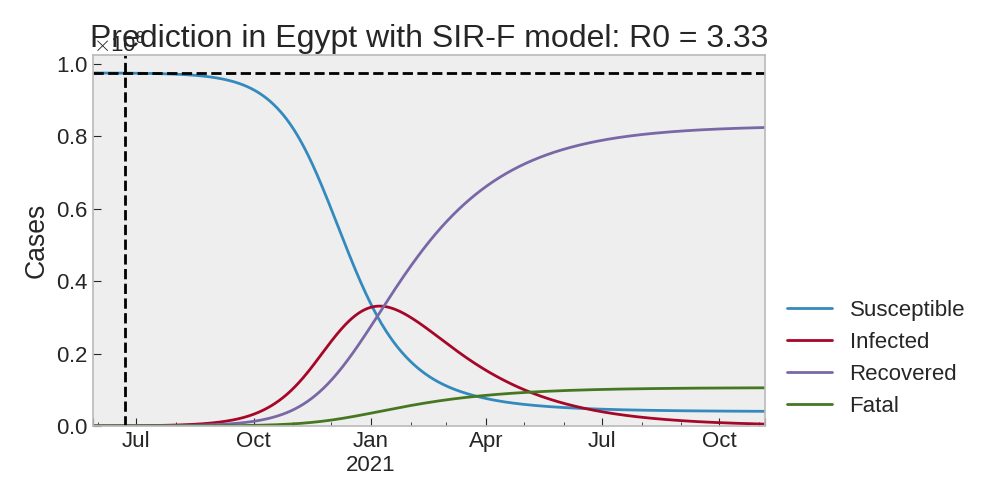 Prediction in Egypt with SIR-F model: R0 = 3.33
1.0
0.8
0.6
0.4
0.2
0.0
Cases
Jul
Oct
Jan
Apr
Jul
Oct
2021
Susceptible
Infected
Recovered
Fatal